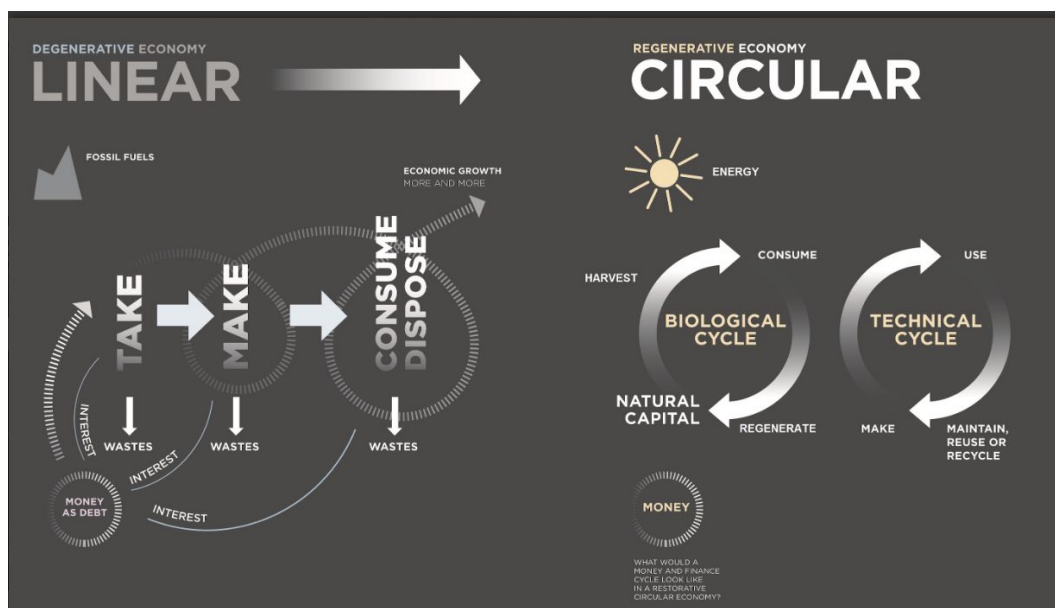 DEGENERATIVE ECONOMY
LINEAR
FOSSIL FUELS
ECONOMIC GROWTH
MORE AND MORE
TAKE
MAKE
CONSUME
DISPOSE
WASTES
WASTES
WASTES
INTEREST
INTEREST
INTEREST
MONEY
AS DEBT
REGENERATIVE ECONOMY
CIRCULAR
ENERGY
HARVEST
CONSUME
BIOLOGICAL
CYCLE
NATURAL
CAPITAL
REGENERATE
USE
TECHNICAL
CYCLE
MAKE
MAINTAIN,
REUSE OR
RECYCLE
MONEY
WHAT WOULD A
MONEY AND FINANCE
CYCLE LOOK LIKE
IN A RESTORATIVE
CIRCULAR ECONOMY?